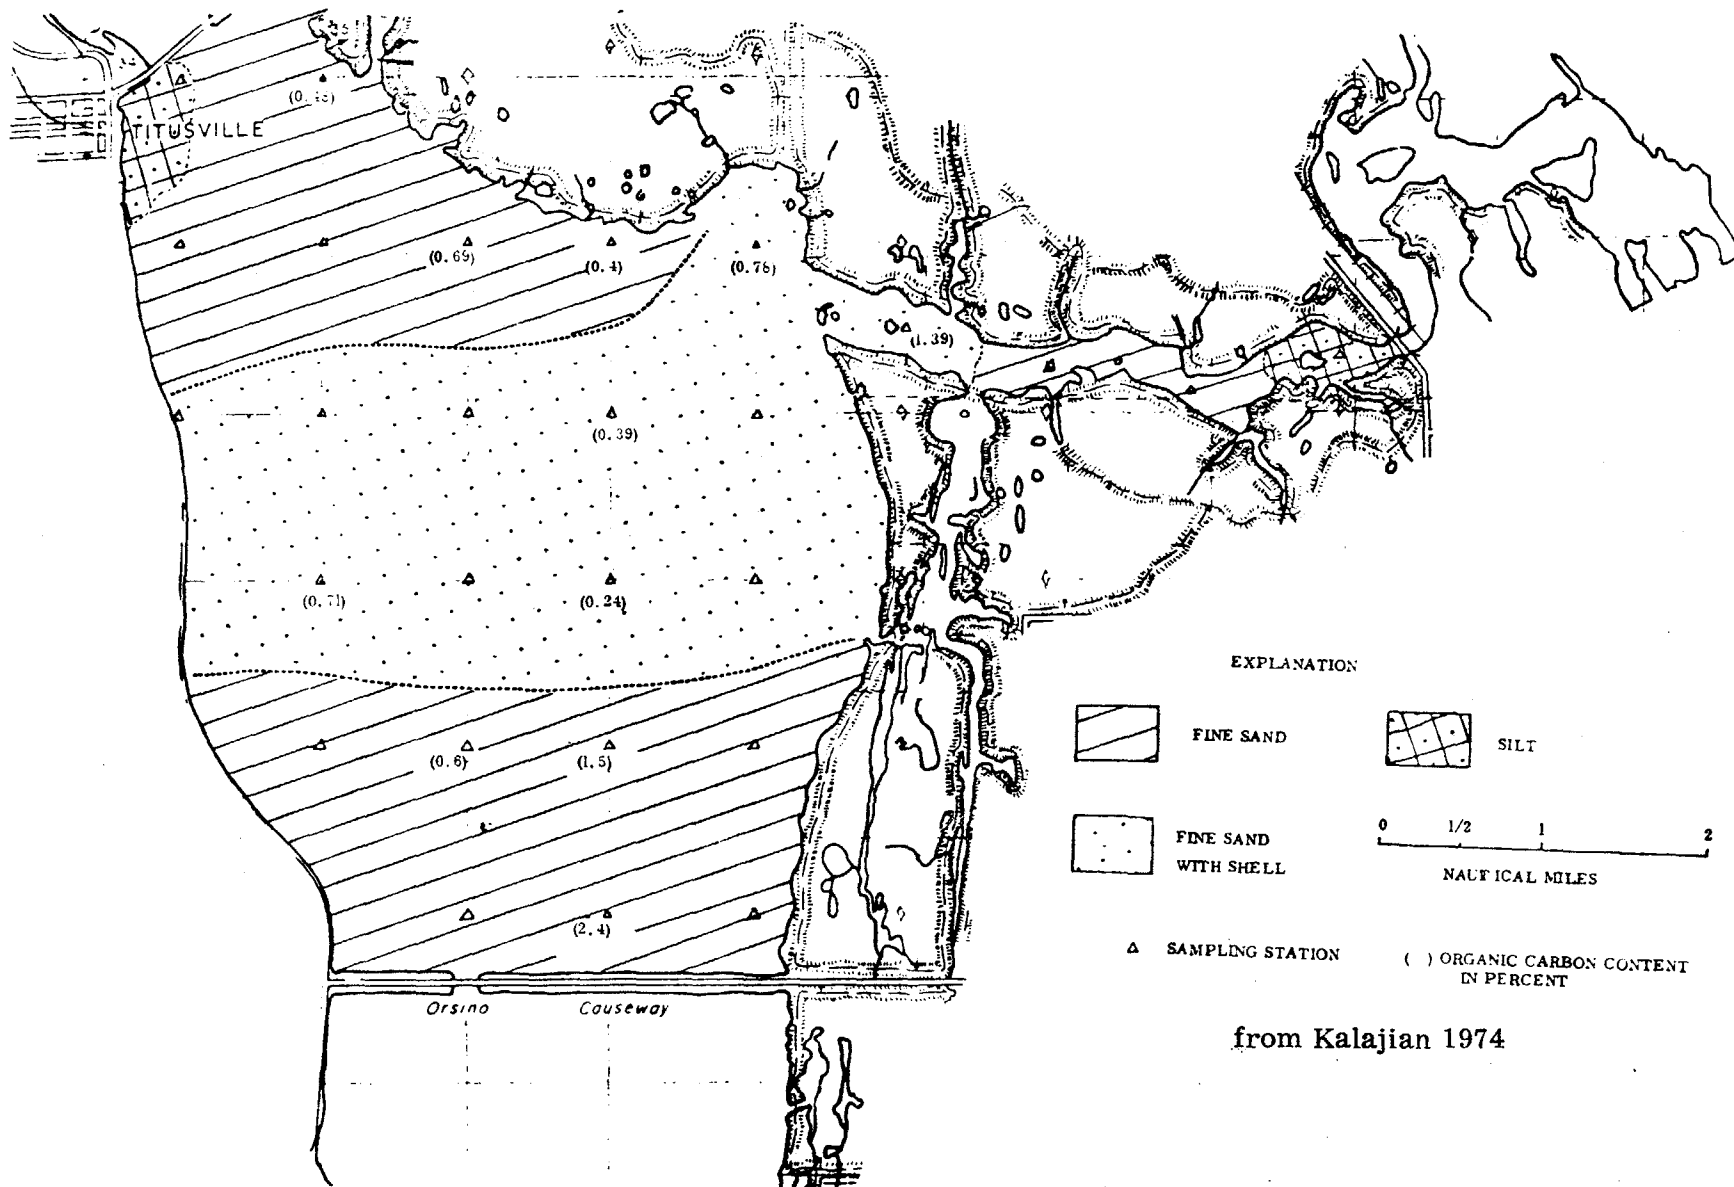 TITUSVILLE
(0.69)
(0.4)
(0.78)
(1.39)
(0.39)
(0.71)
(0.24)
(0.6)
(1.5)
(2.4)
Orsino Causeway
EXPLANATION
FINE SAND
SILT
FINE SAND
WITH SHELL
0 1/2 1 2
NAUTICAL MILES
SAMPLING STATION
( ) ORGANIC CARBON CONTENT
IN PERCENT
from Kalajian 1974